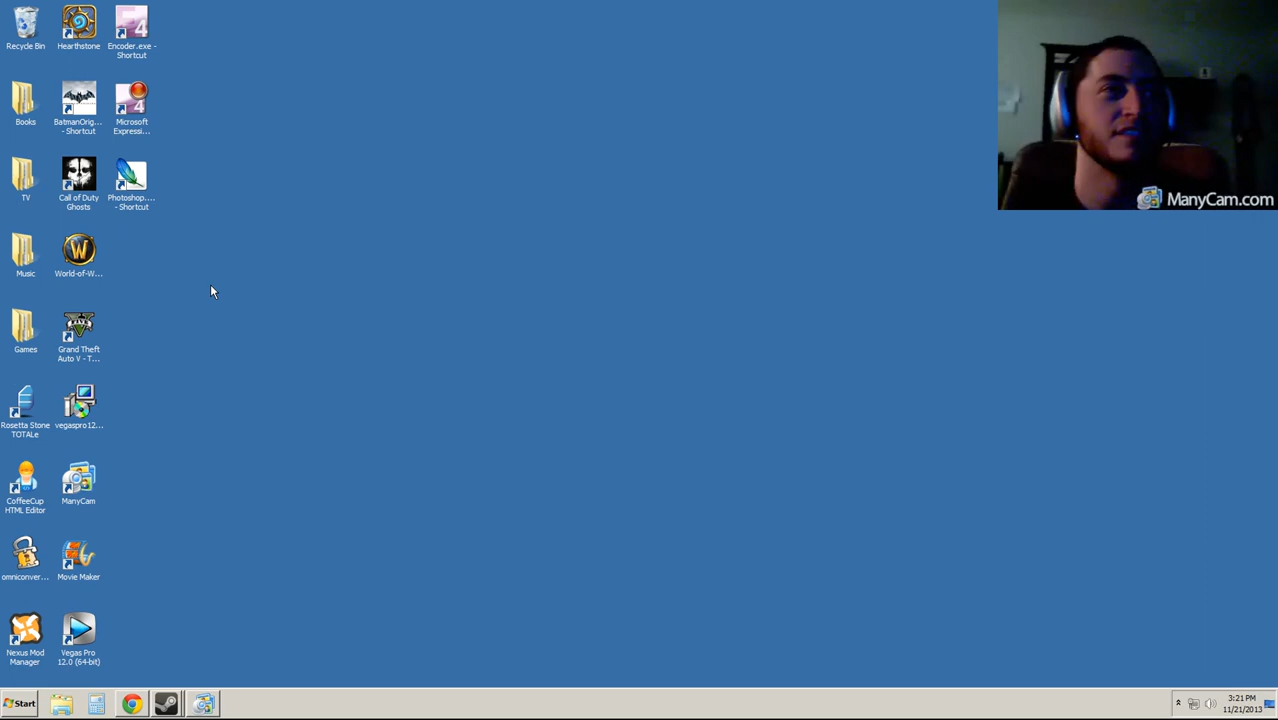 Recycle Bin
Hearthstone
Encoder.exe -
Shortcut
Books
BatmanOrig...
- Shortcut
Microsoft
Expressi...
TV
Call of Duty
Ghosts
Photoshop....
- Shortcut
Music
World-of-W...
Games
Grand Theft
Auto V - T...
Rosetta Stone
TOTALe
vegaspro12...
CoffeeCup
HTML Editor
ManyCam
omniconver...
Movie Maker
Nexus Mod
Manager
Vegas Pro
12.0 (64-bit)
ManyCam.com
Start
3:21 PM
11/21/2013